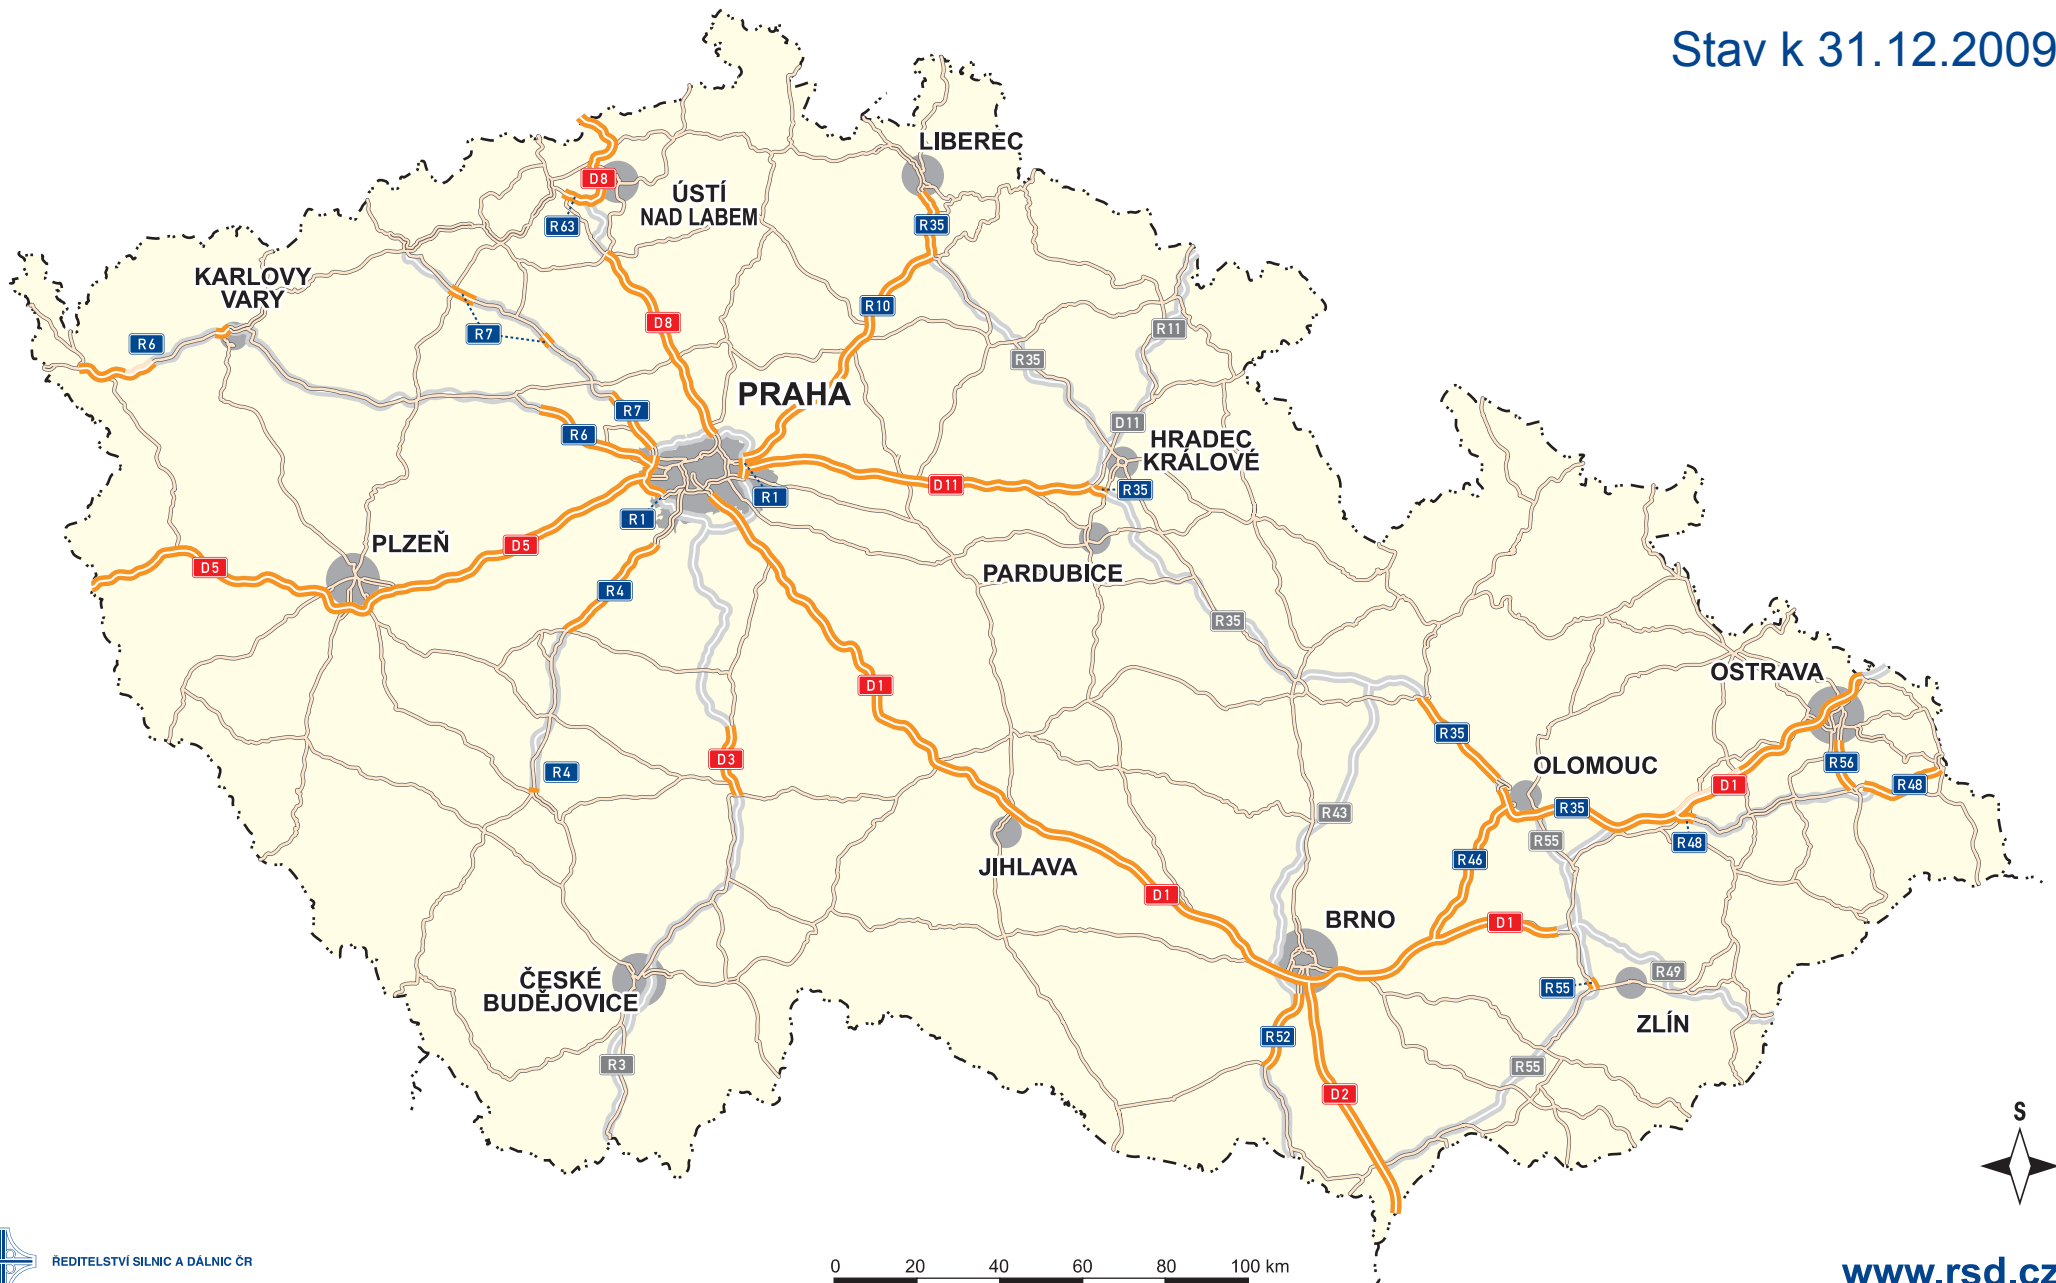 Stav k 31.12.2009
LIBEREC
D8
ÚSTÍ
NAD LABEM
R63
R35
KARLOVY
VARY
R10
R6
R7
D8
R11
R35
PRAHA
R7
R6
D11
HRADEC
KRÁLOVÉ
D11
R35
R1
R1
PLZEŇ
D5
D5
PARDUBICE
R4
R35
OSTRAVA
D1
R35
D3
R4
OLOMOUC
R56
D1
R48
R43
R35
R55
R48
JIHLAVA
R46
D1
BRNO
D1
ČESKÉ
BUDĚJOVICE
R49
R55
ZLÍN
R52
R3
R55
D2
S
ŘEDITELSTVÍ SILNIC A DÁLNIC ČR
0 20 40 60 80 100 km
www.rsd.cz